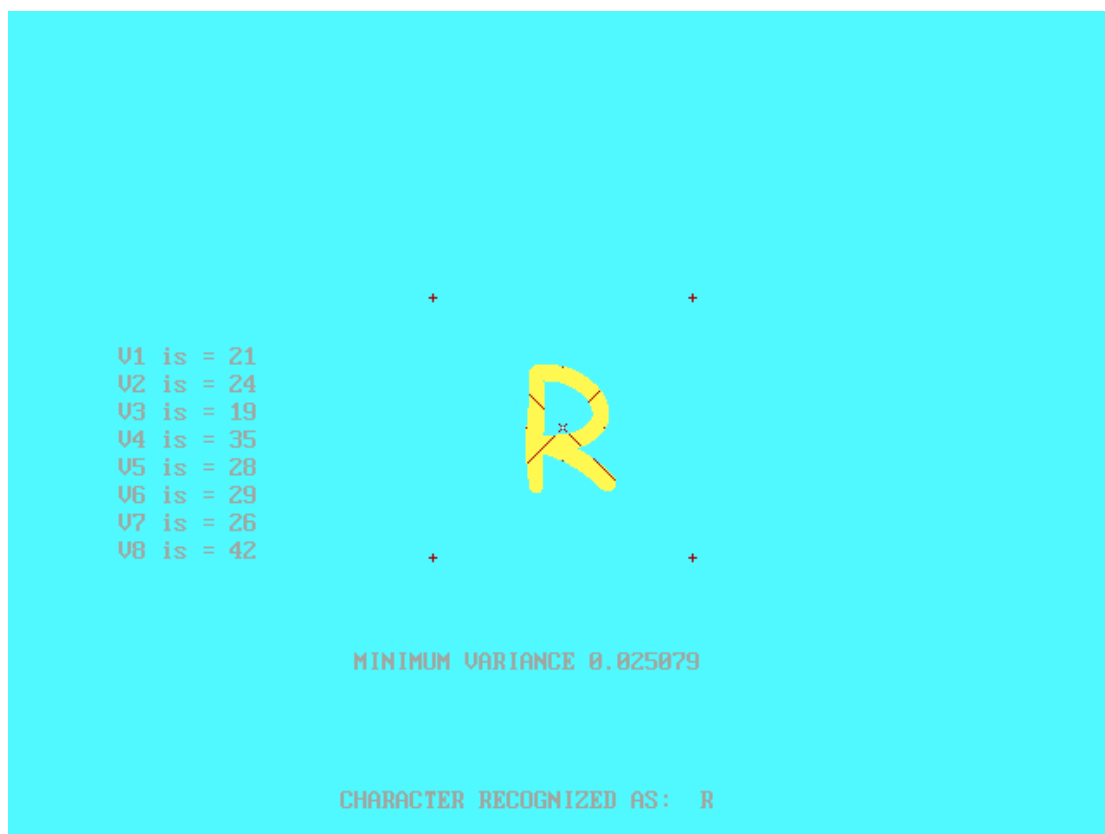 V1 is = 21
V2 is = 24
V3 is = 19
V4 is = 35
V5 is = 28
V6 is = 29
V7 is = 26
V8 is = 42
R
MINIMUM VARIANCE 0.025079
CHARACTER RECOGNIZED AS: R